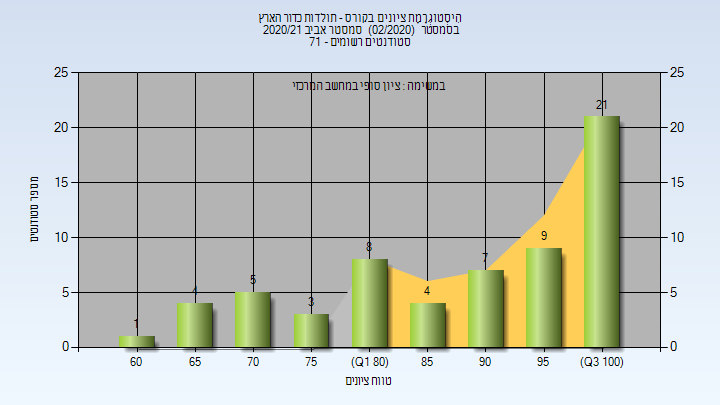 היסטוגרמת ציונים בקורס - תולדות כדור הארץ
בסמסטר (02/2020) סמסטר אביב 2020/21
סטודנטים רשומים - 71
במשימה : ציון סופי במחשב המרכזי
25 25
20 20
15 15
10 10
5 5
0 0
מספר סטודנטים
1 4 5 3 8 4 7 9 21
60 65 70 75 (Q1 80) 85 90 95 (Q3 100)
טווח ציונים